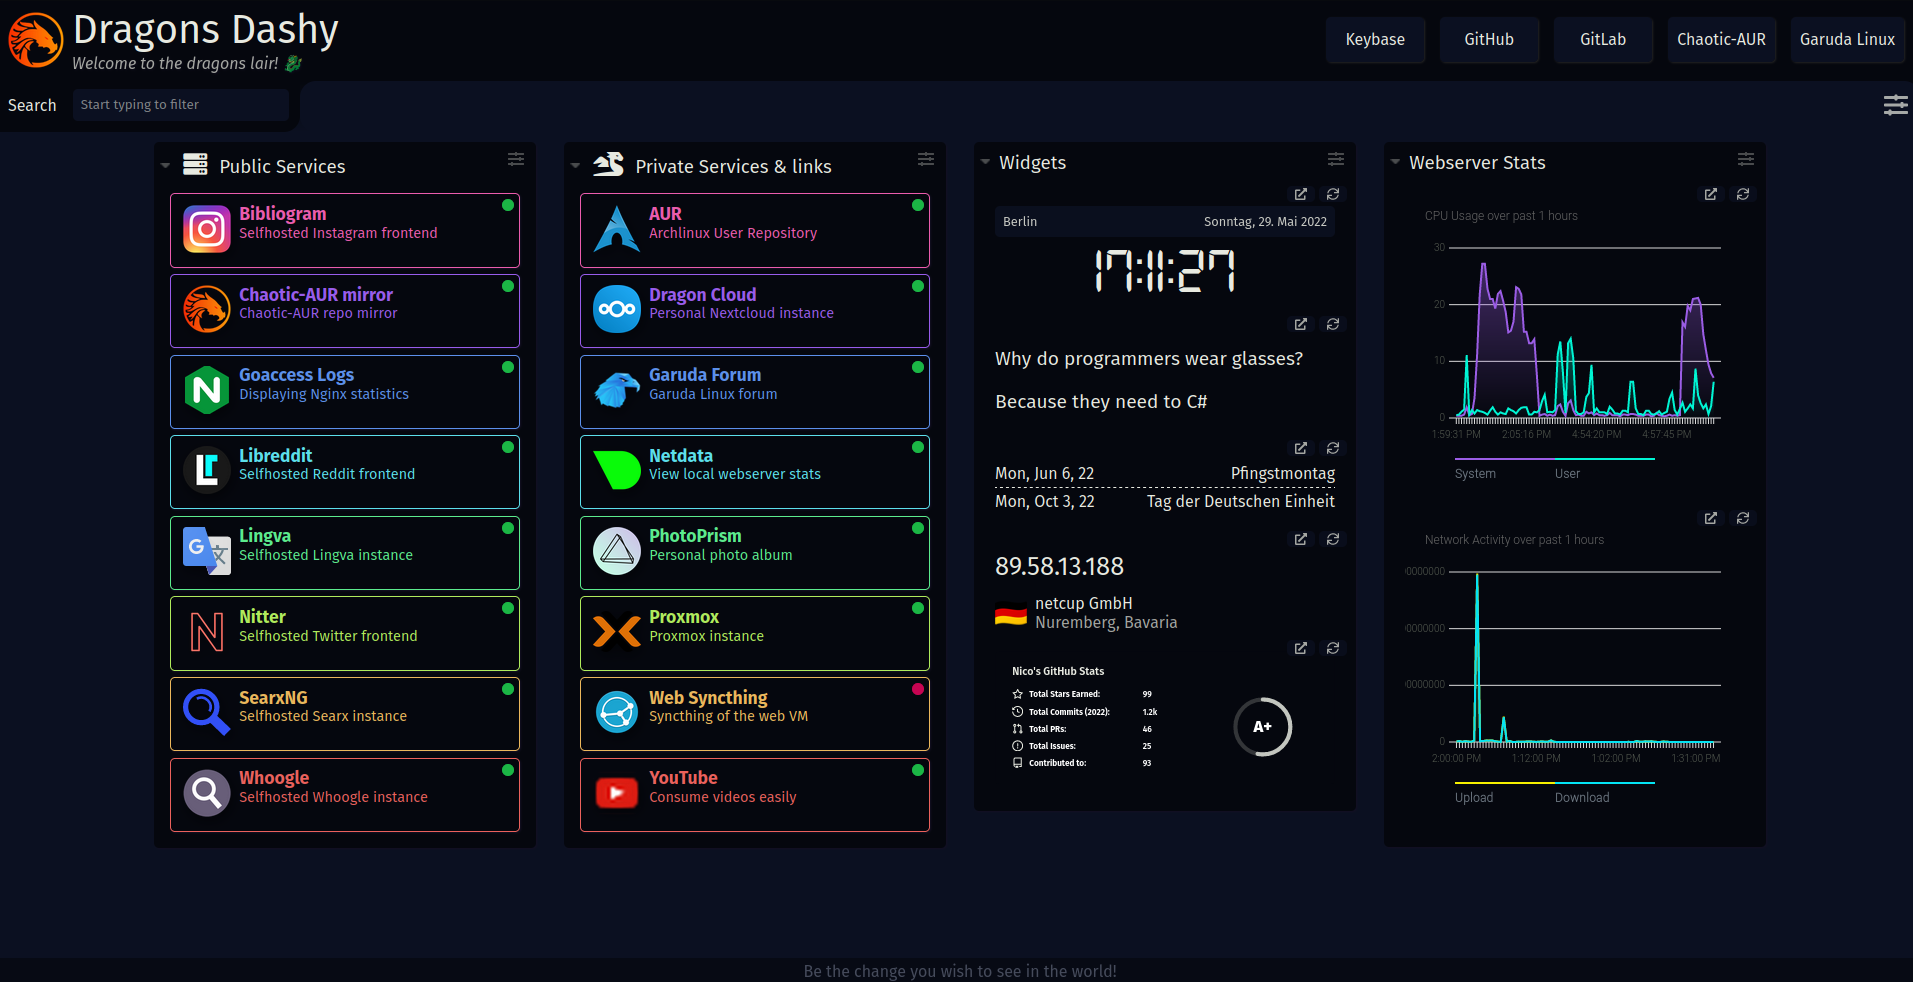 Dragons Dashy
Welcome to the dragons lair!
Keybase
GitHub
GitLab
Chaotic-AUR
Garuda Linux
Search
Start typing to filter
Public Services
Bibliogram
Selfhosted Instagram frontend
Chaotic-AUR mirror
Chaotic-AUR repo mirror
Goaccess Logs
Displaying Nginx statistics
Libreddit
Selfhosted Reddit frontend
Lingva
Selfhosted Lingva instance
Nitter
Selfhosted Twitter frontend
SearxNG
Selfhosted Searx instance
Whoogle
Selfhosted Whoogle instance
Private Services & links
AUR
Archlinux User Repository
Dragon Cloud
Personal Nextcloud instance
Garuda Forum
Garuda Linux forum
Netdata
View local webserver stats
PhotoPrism
Personal photo album
Proxmox
Proxmox instance
Web Syncthing
Syncthing of the web VM
YouTube
Consume videos easily
Widgets
Berlin Sonntag, 29. Mai 2022
17:11:27
Why do programmers wear glasses?
Because they need to C#
Mon, Jun 6, 22 Pfingstmontag
Mon, Oct 3, 22 Tag der Deutschen Einheit
89.58.13.188
netcup GmbH
Nuremberg, Bavaria
Nico's GitHub Stats
Total Stars Earned: 99
Total Commits (2022): 1.2k
Total PRs: 46
Total Issues: 25
Contributed to: 93
A+
Webserver Stats
CPU Usage over past 1 hours
30
20
10
0
1:59:31 PM 2:05:16 PM 4:54:20 PM 4:57:45 PM
System User
Network Activity over past 1 hours
00000000
00000000
00000000
0
2:00:00 PM 1:12:00 PM 1:02:00 PM 1:31:00 PM
Upload Download
Be the change you wish to see in the world!